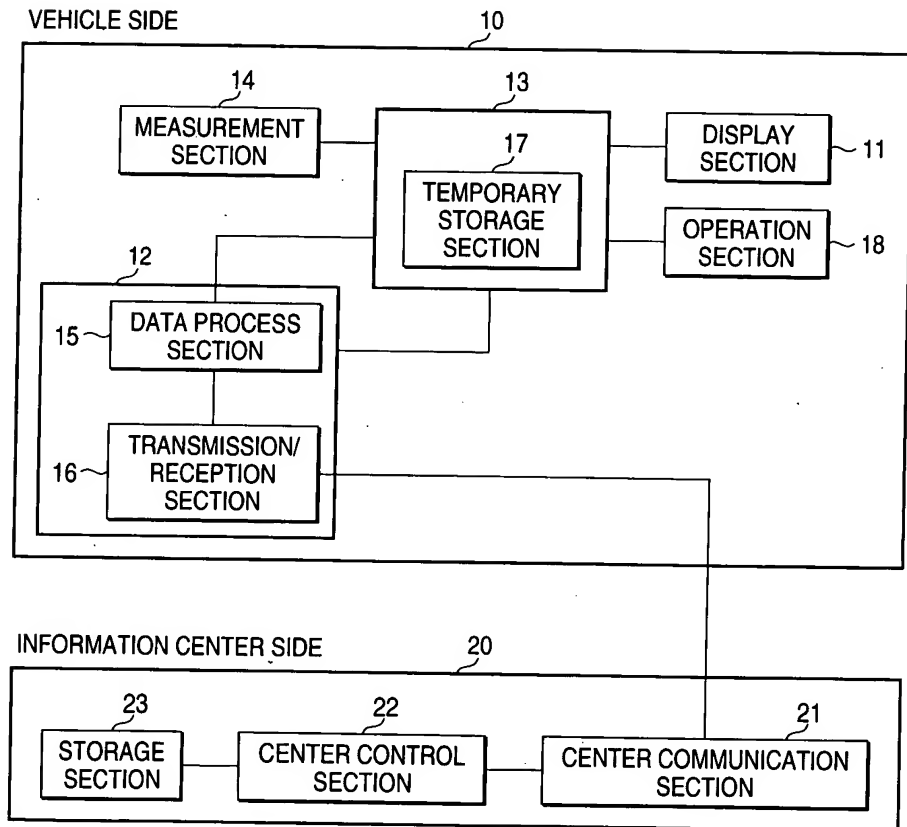 VEHICLE SIDE
10
14
MEASUREMENT
SECTION
13
17
TEMPORARY
STORAGE
SECTION
DISPLAY
SECTION
11
OPERATION
SECTION
18
12
15
DATA PROCESS
SECTION
16
TRANSMISSION/
RECEPTION
SECTION
INFORMATION CENTER SIDE
20
23
STORAGE
SECTION
22
CENTER CONTROL
SECTION
21
CENTER COMMUNICATION
SECTION